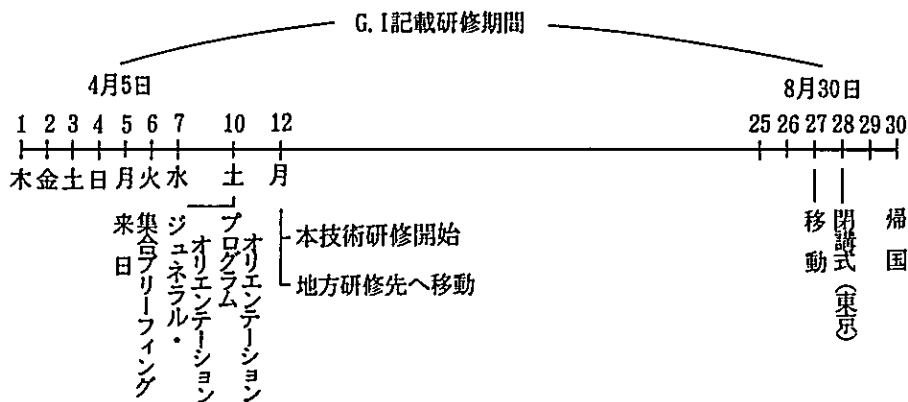 G.I記載研修期間
4月5日
8月30日
1 2 3 4 5 6 7 10 12 25 26 27 28 29 30
木 金 土 日 月 火 水 土 月
来日
集合ブリーフィング
ジュネラル・
オリエンテーション
プログラム
オリエンテーション
本技術研修開始
地方研修先へ移動
移動
閉講式(東京)
帰国